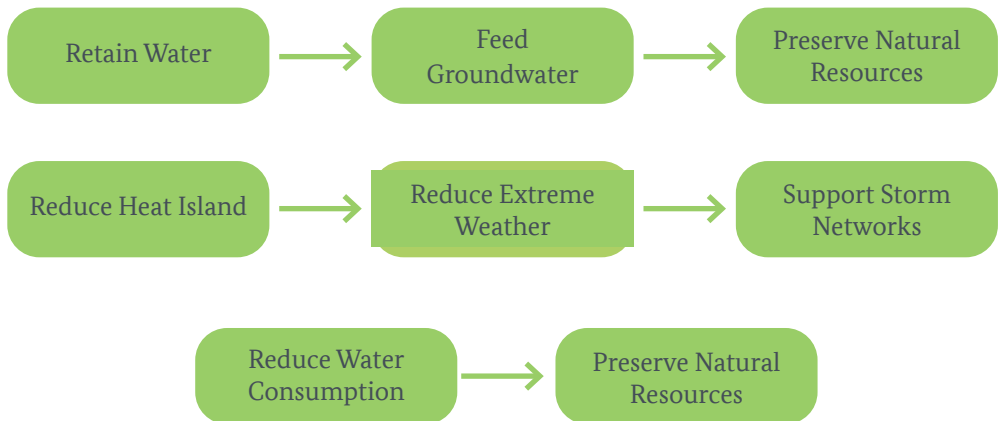 Retain Water
Feed
Groundwater
Preserve Natural
Resources
Reduce Heat Island
Reduce Extreme
Weather
Support Storm
Networks
Reduce Water
Consumption
Preserve Natural
Resources